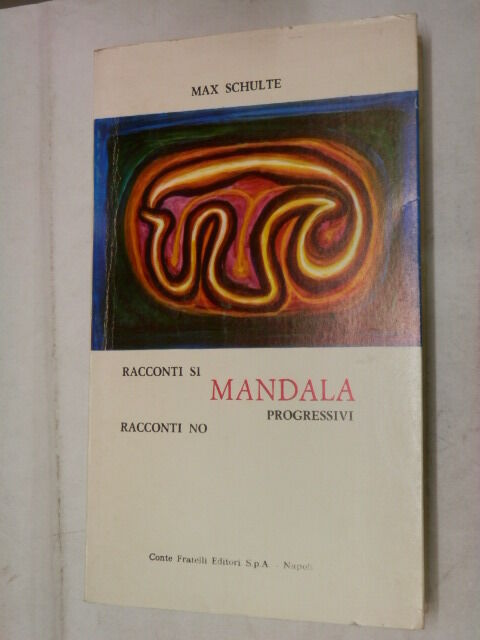 MAX SCHULTE
RACCONTI SI
MANDALA
PROGRESSIVI
RACCONTI NO
Conte Fratelli Editori S.p.A. - Napoli